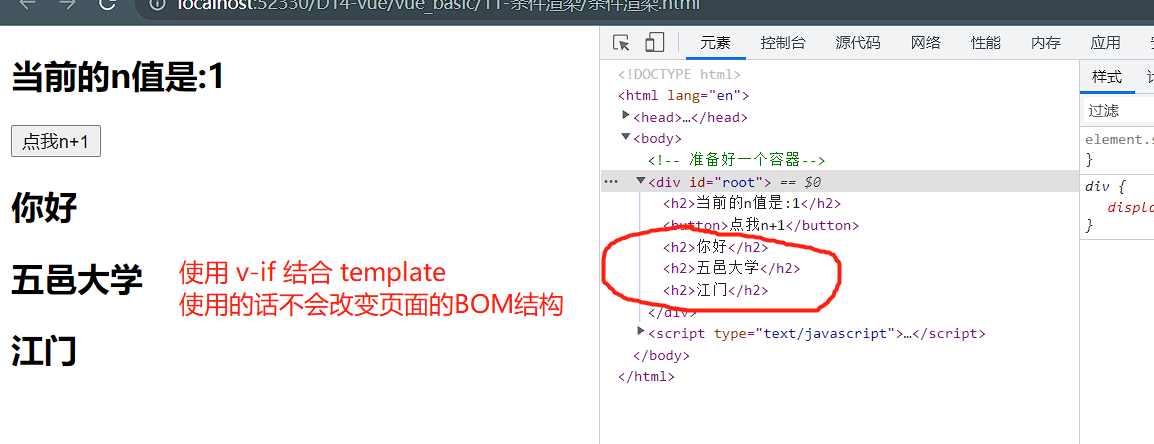 localhost:52330/D14-vue/vue_basic/11-条件渲染/条件渲染.html
当前的n值是:1
点我n+1
你好
五邑大学
江门
使用 v-if 结合 template
使用的话不会改变页面的BOM结构
元素 控制台 源代码 网络 性能 内存 应用
<!DOCTYPE html>
<html lang="en">
<head>…</head>
<body>
<!-- 准备好一个容器-->
<div id="root"> == $0
<h2>当前的n值是:1</h2>
<button>点我n+1</button>
<h2>你好</h2>
<h2>五邑大学</h2>
<h2>江门</h2>
</div>
<script type="text/javascript">…</script>
</body>
</html>
样式
过滤
element.s
}
div {
displa
}